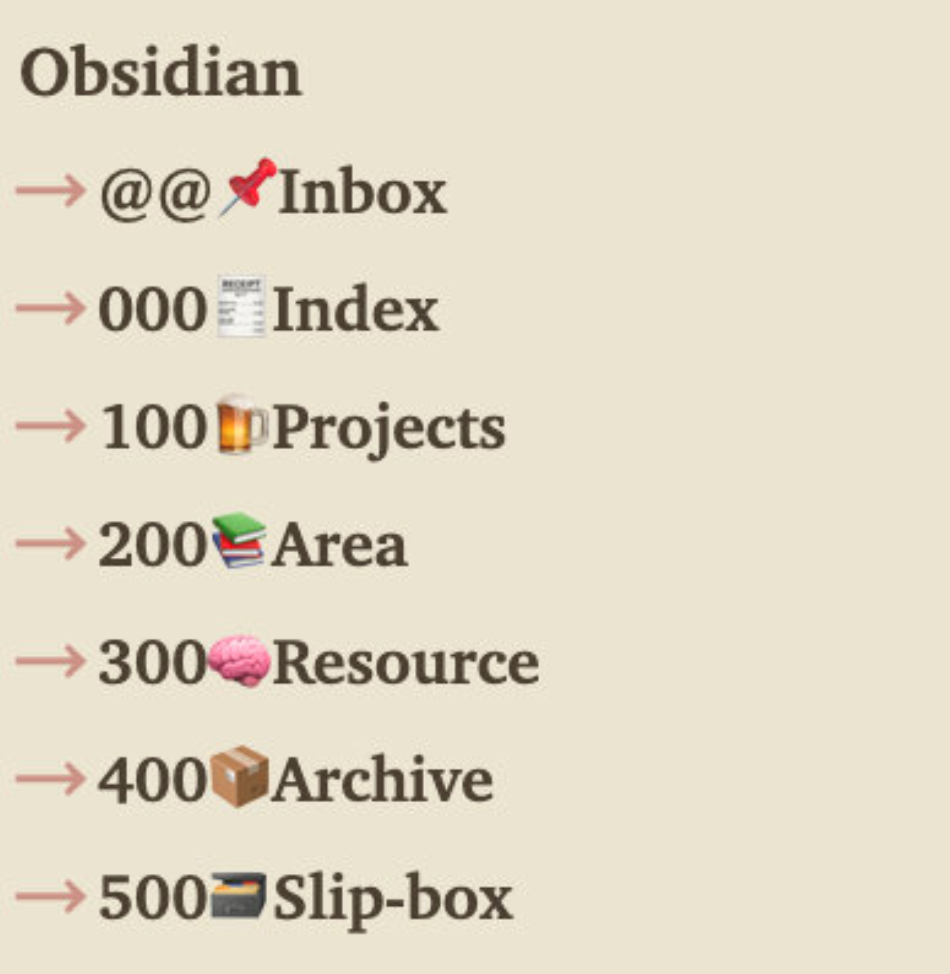 Obsidian
→ @@📌Inbox
→ 000🧾Index
→ 100🍺Projects
→ 200📚Area
→ 300🧠Resource
→ 400📦Archive
→ 500🗃️Slip-box